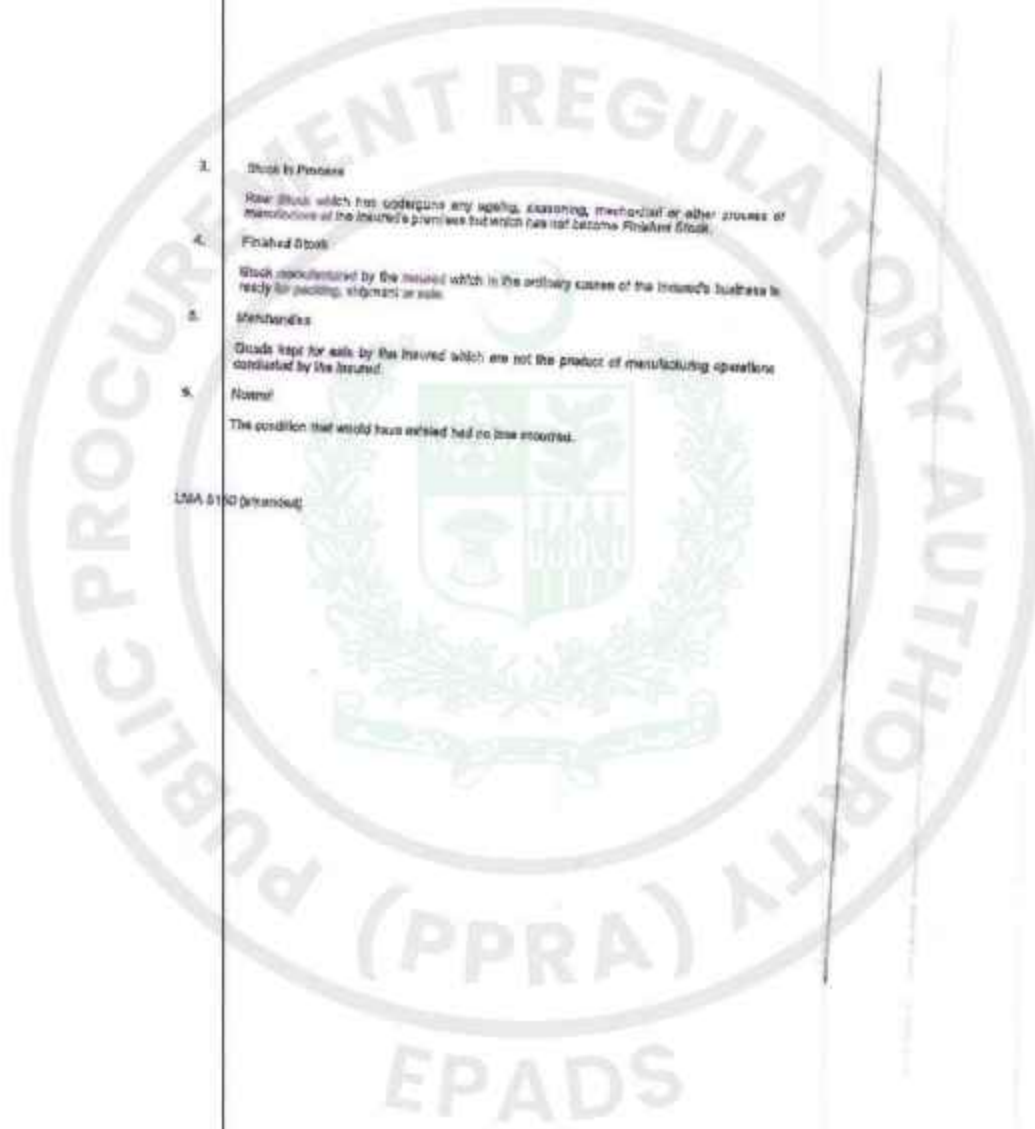 3. Stock in Process
Raw Stock which has undergone any ageing, seasoning, mechanical or other process of
manufacture at the Insured's premises but which has not become Finished Stock.
4. Finished Stock
Stock manufactured by the Insured which in the ordinary course of the Insured's business is
ready for packing, shipment or sale.
5. Merchandise
Goods kept for sale by the Insured which are not the product of manufacturing operations
conducted by the Insured.
6. Normal
The condition that would have existed had no loss occurred.
LMA 5150 (amended)
PUBLIC PROCUREMENT REGULATORY AUTHORITY
(PPRA)
EPADS